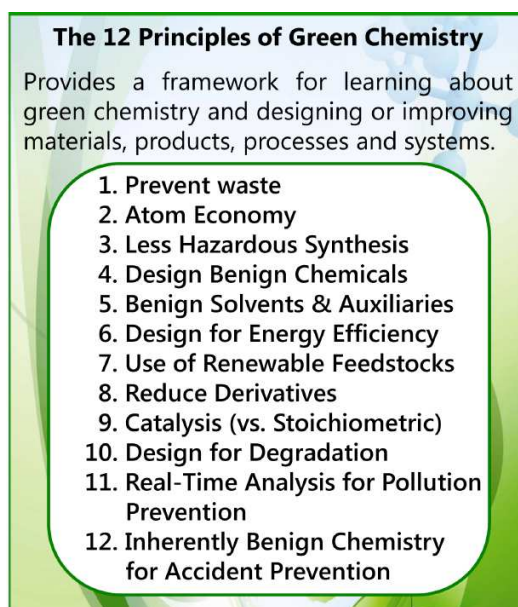 The 12 Principles of Green Chemistry
Provides a framework for learning about
green chemistry and designing or improving
materials, products, processes and systems.
1. Prevent waste
2. Atom Economy
3. Less Hazardous Synthesis
4. Design Benign Chemicals
5. Benign Solvents & Auxiliaries
6. Design for Energy Efficiency
7. Use of Renewable Feedstocks
8. Reduce Derivatives
9. Catalysis (vs. Stoichiometric)
10. Design for Degradation
11. Real-Time Analysis for Pollution
Prevention
12. Inherently Benign Chemistry
for Accident Prevention